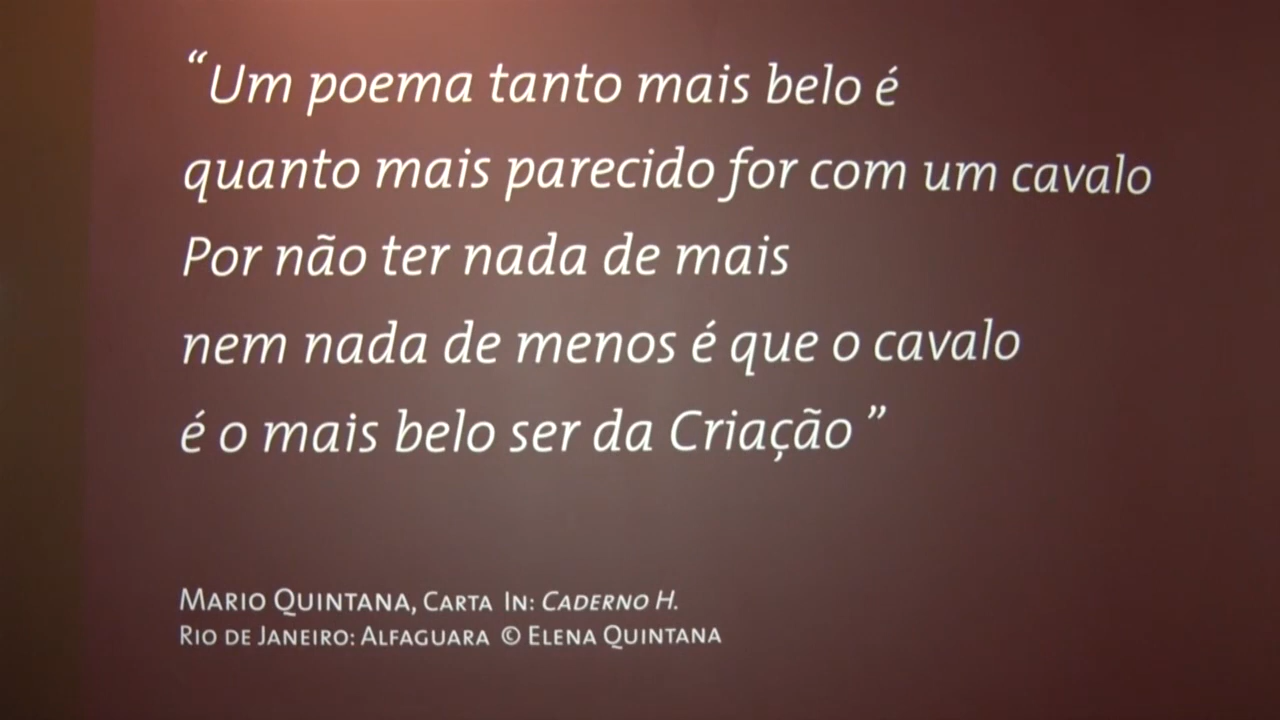 “Um poema tanto mais belo é
quanto mais parecido for com um cavalo
Por não ter nada de mais
nem nada de menos é que o cavalo
é o mais belo ser da Criação”
Mario Quintana, Carta In: Caderno H.
Rio de Janeiro: Alfaguara © Elena Quintana